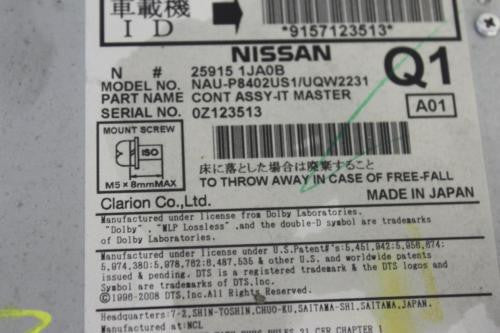 車載機
I D
*9157123513*
NISSAN
Q1
N # 25915 1JA0B
MODEL NO. NAU-P8402US1/UQW2231
PART NAME CONT ASSY-IT MASTER
A01
SERIAL NO. 0Z123513
MOUNT SCREW
ISO
M5×8mmMAX
床に落とした場合は廃棄すること
TO THROW AWAY IN CASE OF FREE-FALL
Clarion Co.,Ltd.
MADE IN JAPAN
Manufactured under license from Dolby Laboratories.
"Dolby", "MLP Lossless",and the double-D symbol are trademarks
of Dolby Laboratories.
Manufactured under license under U.S.Patent#'s:5,451,942;5,956,674;
5,974,380;5,978,762;6,487,535 & other U.S. and worldwide patents
issued & pending. DTS is a registered trademark & the DTS logos and
Symbol are trademarks of DTS,Inc.
©1996-2008 DTS,Inc.All Rights Reserved.
Headquarters:7-2,SHIN-TOSHIN,CHUO-KU,SAITAMA-SHI,SAITAMA,JAPAN.
Manufactured at:NCL
RULES 21 CFR CHAPTER 1